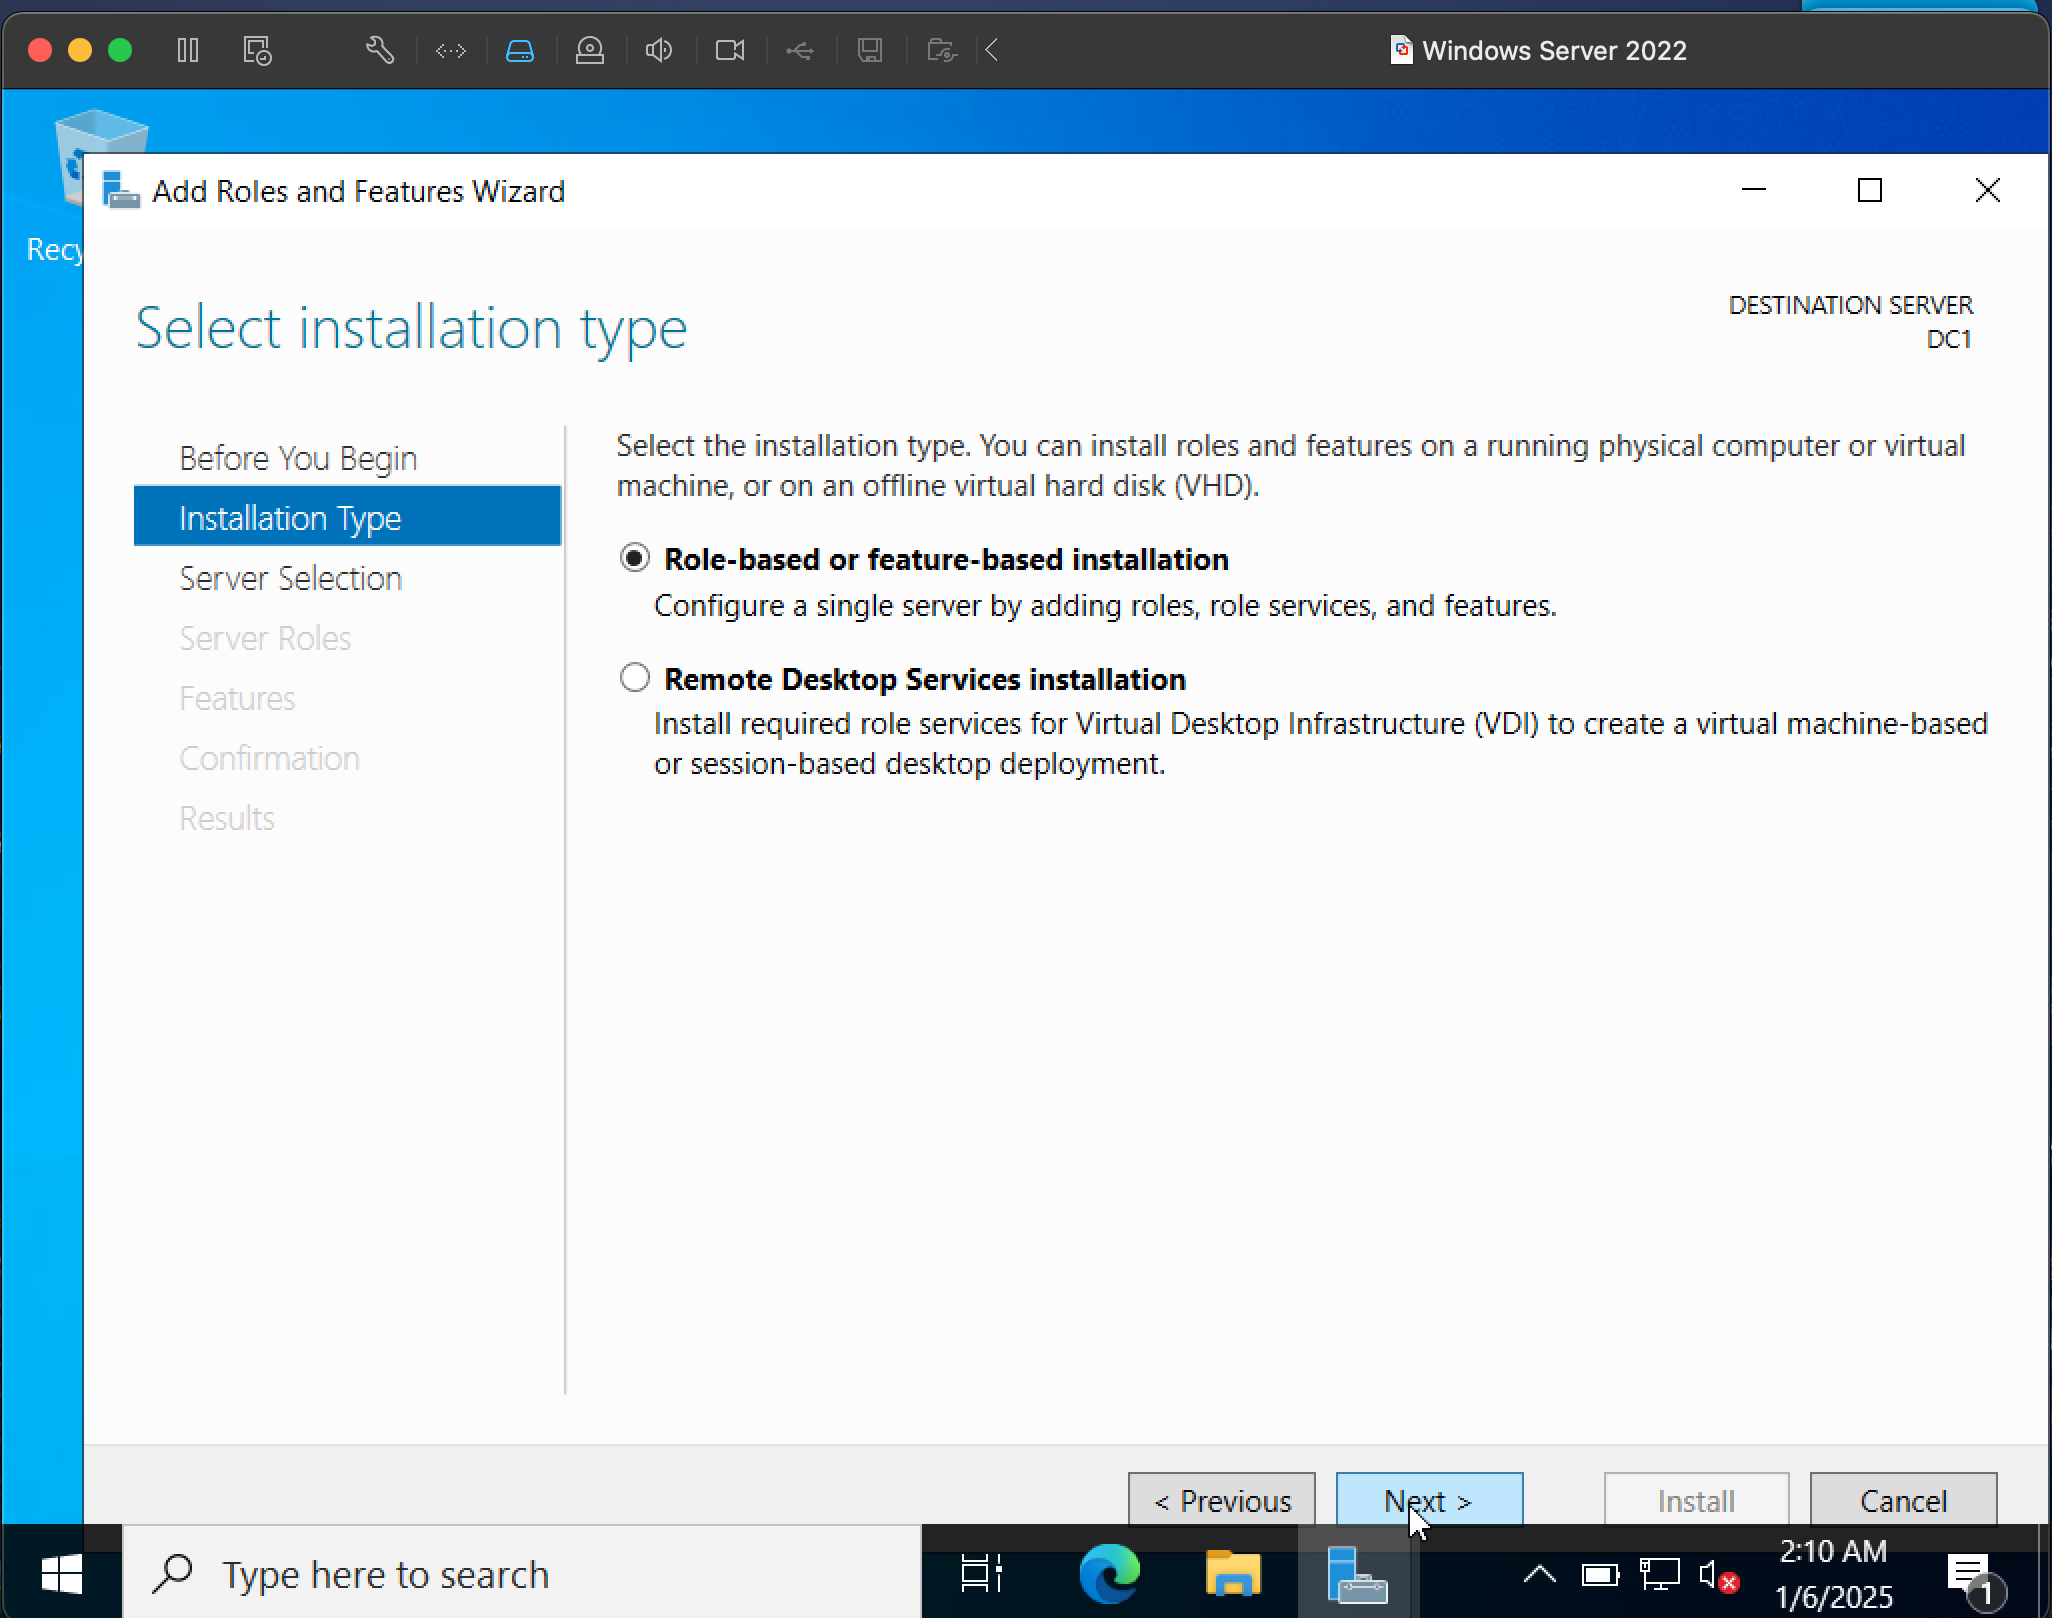 Windows Server 2022
Recy
Add Roles and Features Wizard
Select installation type
DESTINATION SERVER
DC1
Before You Begin
Installation Type
Server Selection
Server Roles
Features
Confirmation
Results
Select the installation type. You can install roles and features on a running physical computer or virtual
machine, or on an offline virtual hard disk (VHD).
Role-based or feature-based installation
Configure a single server by adding roles, role services, and features.
Remote Desktop Services installation
Install required role services for Virtual Desktop Infrastructure (VDI) to create a virtual machine-based
or session-based desktop deployment.
< Previous
Next >
Install
Cancel
Type here to search
2:10 AM
1/6/2025
1